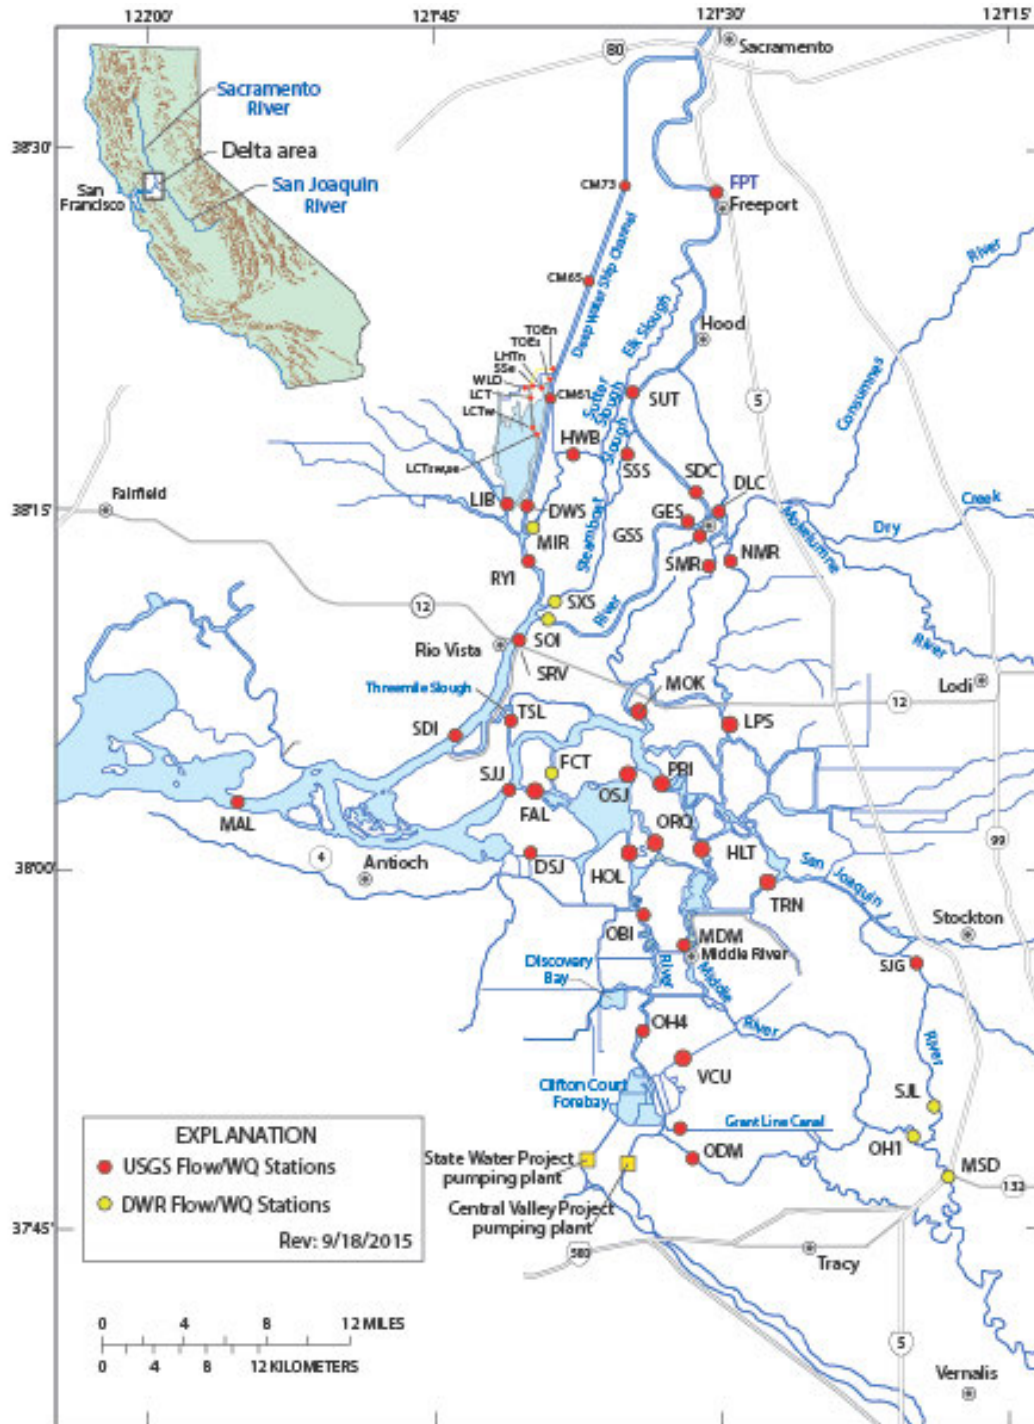 122°00'
121°45'
121°30'
121°15'
80
Sacramento
Sacramento
River
38°30'
Delta area
San
Francisco
San Joaquin
River
CM73
FPT
Freeport
River
CM65
Deep Water Ship Channel
Elk Slough
Hood
TOEn
TOEs
LHTn
SSe
WLD
LCT
CM61
Sutter
Slough
SUT
5
Consumnes
LCTw
HWB
Slough
SSS
LCTsw,se
SDC
DLC
Fairfield
38°15'
LIB
DWS
GES
Creek
Dry
MIR
GSS
Steamboat
Mokelumne
RYI
SMR
NMR
12
SXS
River
River
Rio Vista
SOI
SRV
Lodi
Threemile Slough
MOK
12
TSL
LPS
SDI
SJJ
FCT
PRI
OSJ
FAL
MAL
ORQ
99
4
Antioch
DSJ
HOL
S
HLT
San Joaquin
38°00'
TRN
Stockton
OBI
MDM
Middle River
SJG
Discovery
Bay
River
Middle
River
OH4
River
VCU
Clifton Court
Forebay
SJL
Grant Line Canal
OH1
EXPLANATION
USGS Flow/WQ Stations
DWR Flow/WQ Stations
Rev: 9/18/2015
State Water Project
pumping plant
ODM
MSD
132
Central Valley Project
pumping plant
37°45'
580
Tracy
0 4 8 12 MILES
0 4 8 12 KILOMETERS
5
Vernalis